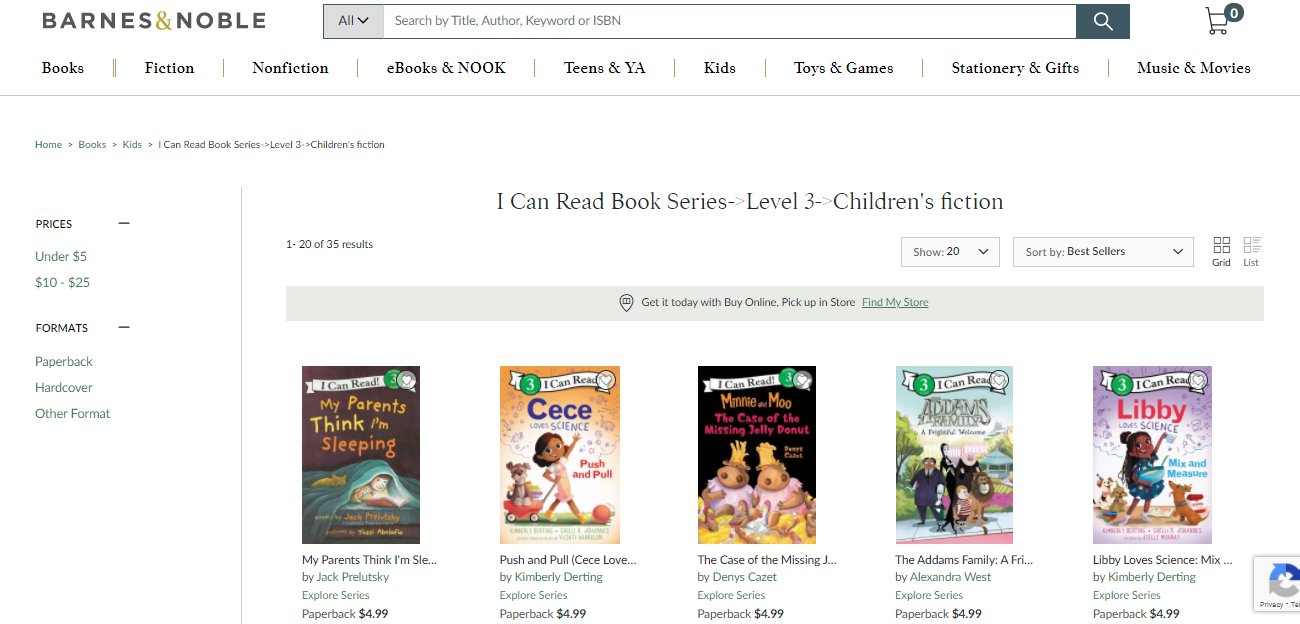 BARNES&NOBLE
All
Search by Title, Author, Keyword or ISBN
0
Books
Fiction
Nonfiction
eBooks & NOOK
Teens & YA
Kids
Toys & Games
Stationery & Gifts
Music & Movies
Home > Books > Kids > I Can Read Book Series->Level 3->Children's fiction
I Can Read Book Series->Level 3->Children's fiction
PRICES
Under $5
$10 - $25
FORMATS
Paperback
Hardcover
Other Format
1- 20 of 35 results
Show: 20
Sort by: Best Sellers
Grid
List
Get it today with Buy Online, Pick up in Store Find My Store
I Can Read! 3
My Parents
Think I'm
Sleeping
poems by Jack Prelutsky
pictures by Yossi Abolafia
My Parents Think I'm Sle...
by Jack Prelutsky
Explore Series
Paperback $4.99
3 I Can Read
Cece
LOVES SCIENCE
Push
and Pull
KIMBERLY DERTING SHELLI R. JOHANNES
VASHTI HARRISON
Push and Pull (Cece Love...
by Kimberly Derting
Explore Series
Paperback $4.99
I Can Read! 3
Minnie and Moo
The Case of the
Missing Jelly Donut
Denys
Cazet
The Case of the Missing J...
by Denys Cazet
Explore Series
Paperback $4.99
3 I Can Read
THE
ADDAMS
FAMILY
A Frightful Welcome
The Addams Family: A Fri...
by Alexandra West
Explore Series
Paperback $4.99
3 I Can Read
Libby
LOVES SCIENCE
Mix and
Measure
KIMBERLY DERTING SHELLI R. JOHANNES
JOELLE MURRAY
Libby Loves Science: Mix ...
by Kimberly Derting
Explore Series
Paperback $4.99
Privacy -